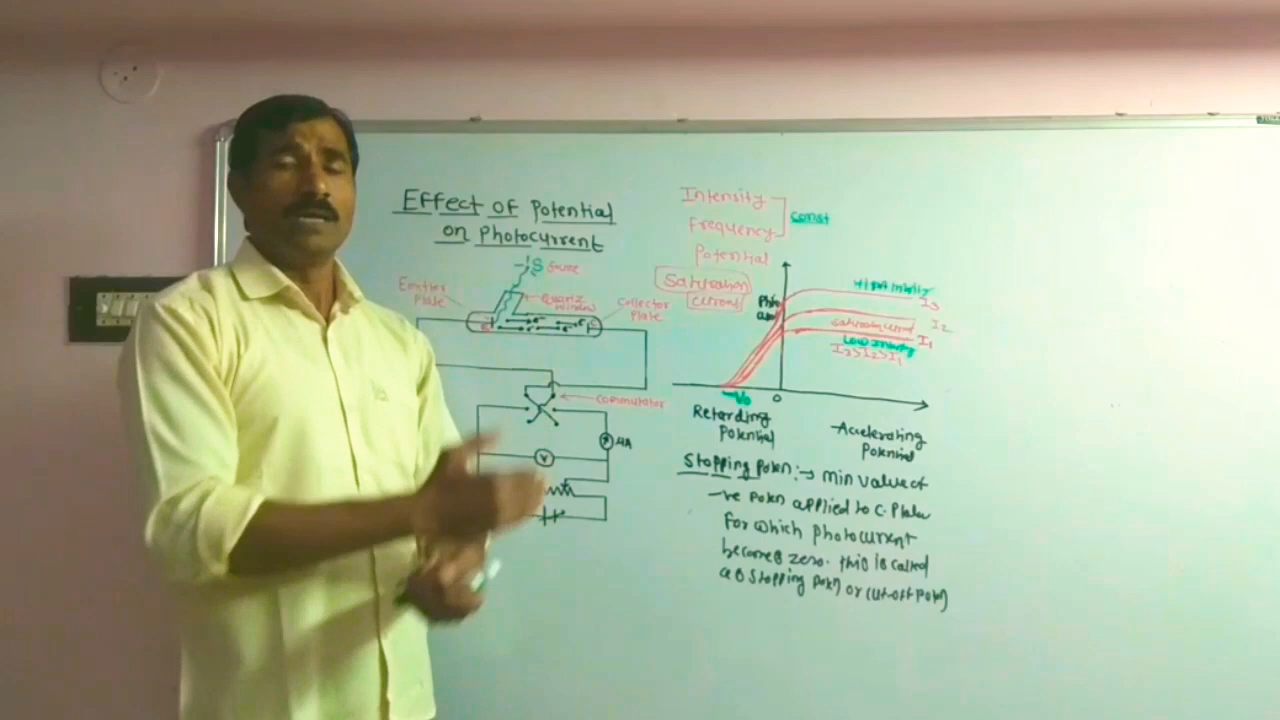 Effect of Potential
on Photocurrent
S Source
Emitter
Plate
Quartz
window
Collector
Plate
C
Commutator
μA
V
Intensity
Frequency
const
Potential
Saturation
current
Photo
High Intensity
I3
I2
saturation current
I1
Low Intensity
I3>I2>I1
-V0
0
Retarding
Potential
Accelerating
Potential
Stopping Poten :→ min value of
-ve Poten applied to C. Plate
For which photocurrent
becomes zero. this is called
as stopping Poten or cut-off Poten